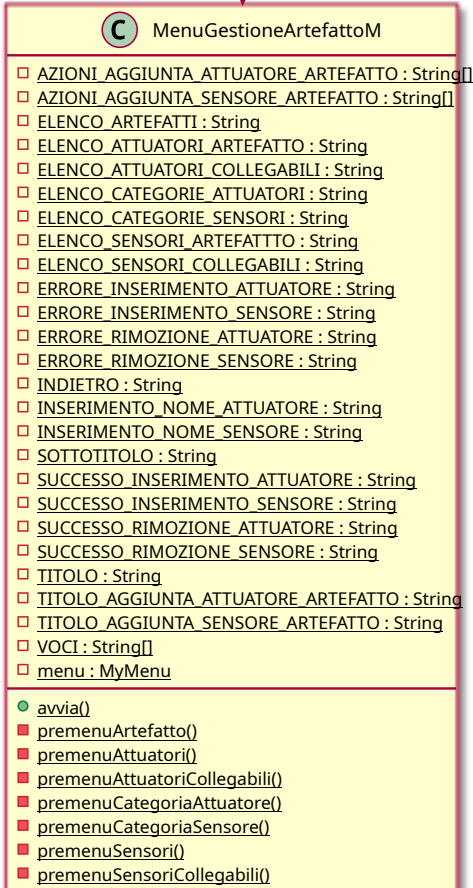 C MenuGestioneArtefattoM
AZIONI_AGGIUNTA_ATTUATORE_ARTEFATTO : String[]
AZIONI_AGGIUNTA_SENSORE_ARTEFATTO : String[]
ELENCO_ARTEFATTI : String
ELENCO_ATTUATORI_ARTEFATTO : String
ELENCO_ATTUATORI_COLLEGABILI : String
ELENCO_CATEGORIE_ATTUATORI : String
ELENCO_CATEGORIE_SENSORI : String
ELENCO_SENSORI_ARTEFATTTO : String
ELENCO_SENSORI_COLLEGABILI : String
ERRORE_INSERIMENTO_ATTUATORE : String
ERRORE_INSERIMENTO_SENSORE : String
ERRORE_RIMOZIONE_ATTUATORE : String
ERRORE_RIMOZIONE_SENSORE : String
INDIETRO : String
INSERIMENTO_NOME_ATTUATORE : String
INSERIMENTO_NOME_SENSORE : String
SOTTOTITOLO : String
SUCCESSO_INSERIMENTO_ATTUATORE : String
SUCCESSO_INSERIMENTO_SENSORE : String
SUCCESSO_RIMOZIONE_ATTUATORE : String
SUCCESSO_RIMOZIONE_SENSORE : String
TITOLO : String
TITOLO_AGGIUNTA_ATTUATORE_ARTEFATTO : String
TITOLO_AGGIUNTA_SENSORE_ARTEFATTO : String
VOCI : String[]
menu : MyMenu
avvia()
premenuArtefatto()
premenuAttuatori()
premenuAttuatoriCollegabili()
premenuCategoriaAttuatore()
premenuCategoriaSensore()
premenuSensori()
premenuSensoriCollegabili()